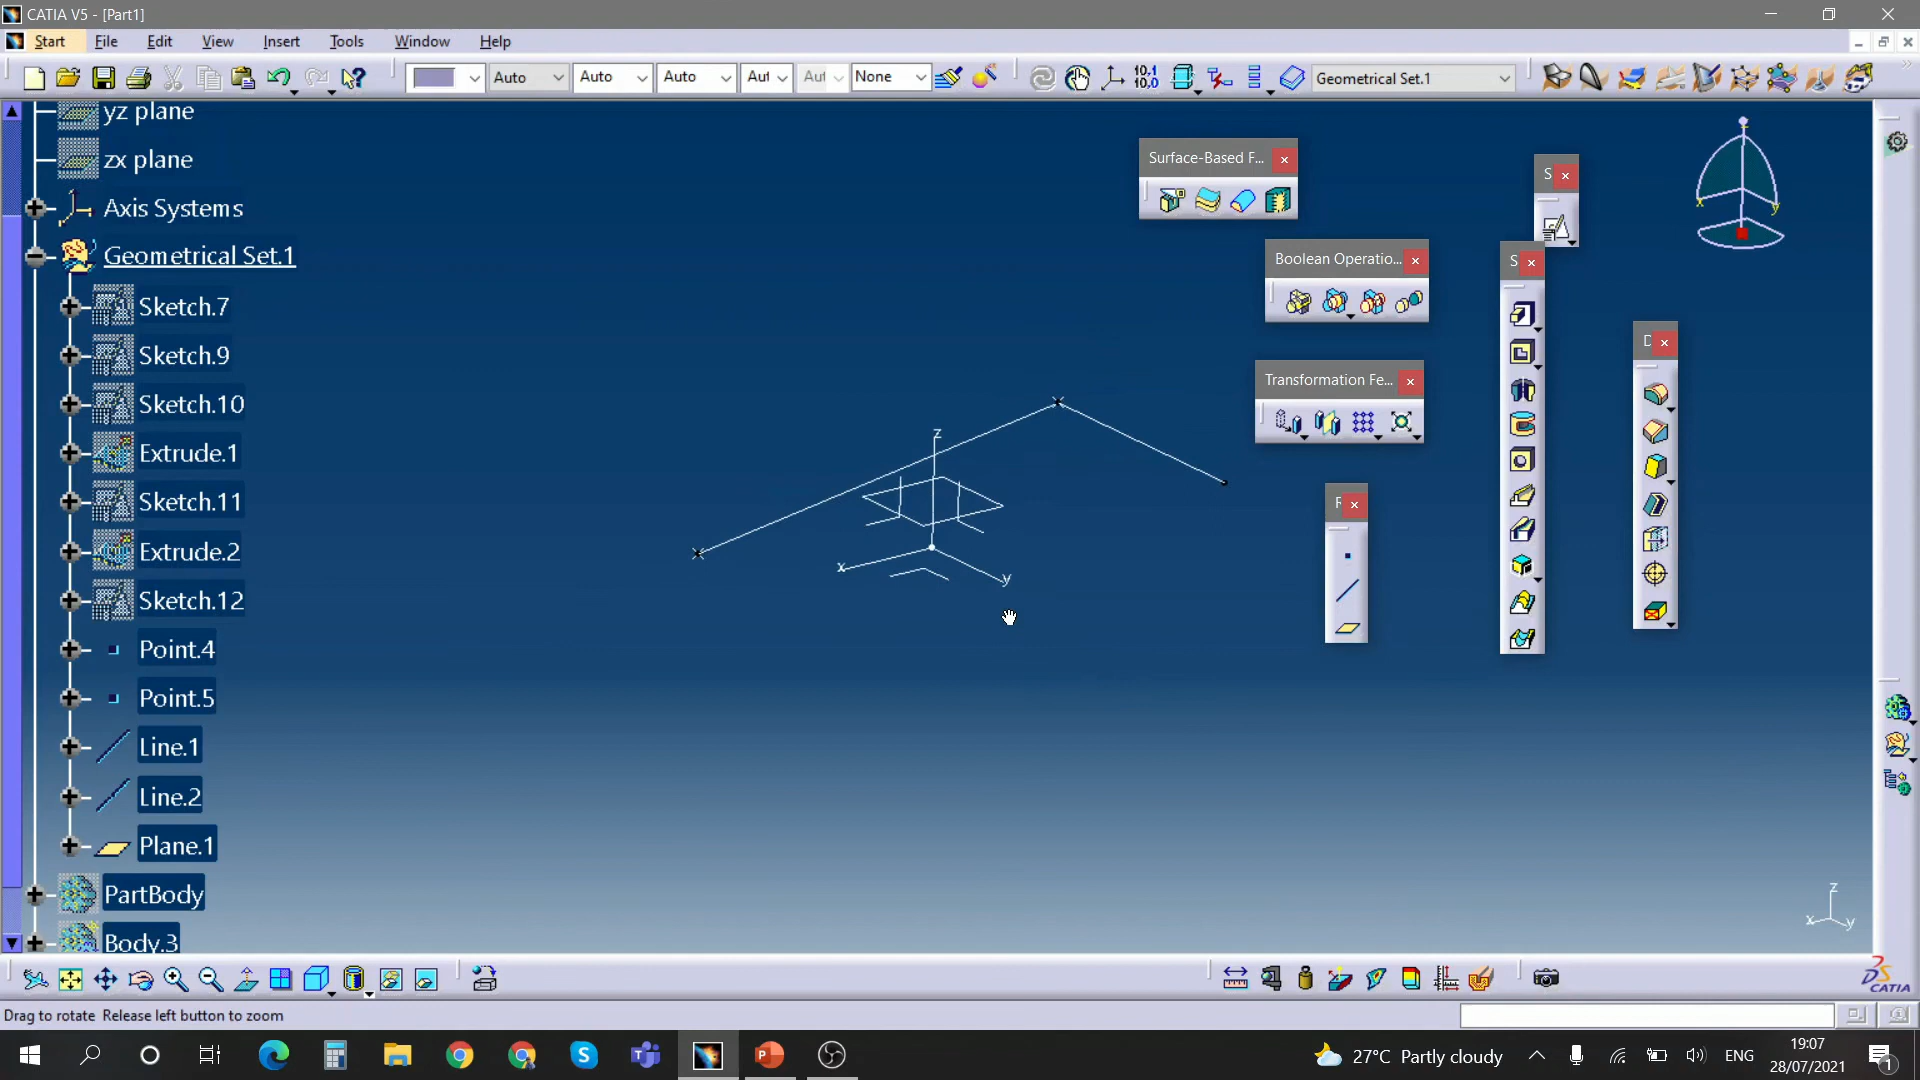 CATIA V5 - [Part1]
Start File Edit View Insert Tools Window Help
Auto Auto Auto Aut Aut None Geometrical Set.1
yz plane
zx plane
Axis Systems
Geometrical Set.1
Sketch.7
Sketch.9
Sketch.10
Extrude.1
Sketch.11
Extrude.2
Sketch.12
Point.4
Point.5
Line.1
Line.2
Plane.1
PartBody
Body.3
z
x
y
Surface-Based F...
Boolean Operatio...
Transformation Fe...
R
S
S
D
x
y
z
x
y
CATIA
Drag to rotate Release left button to zoom
27°C Partly cloudy
ENG
19:07
28/07/2021
1